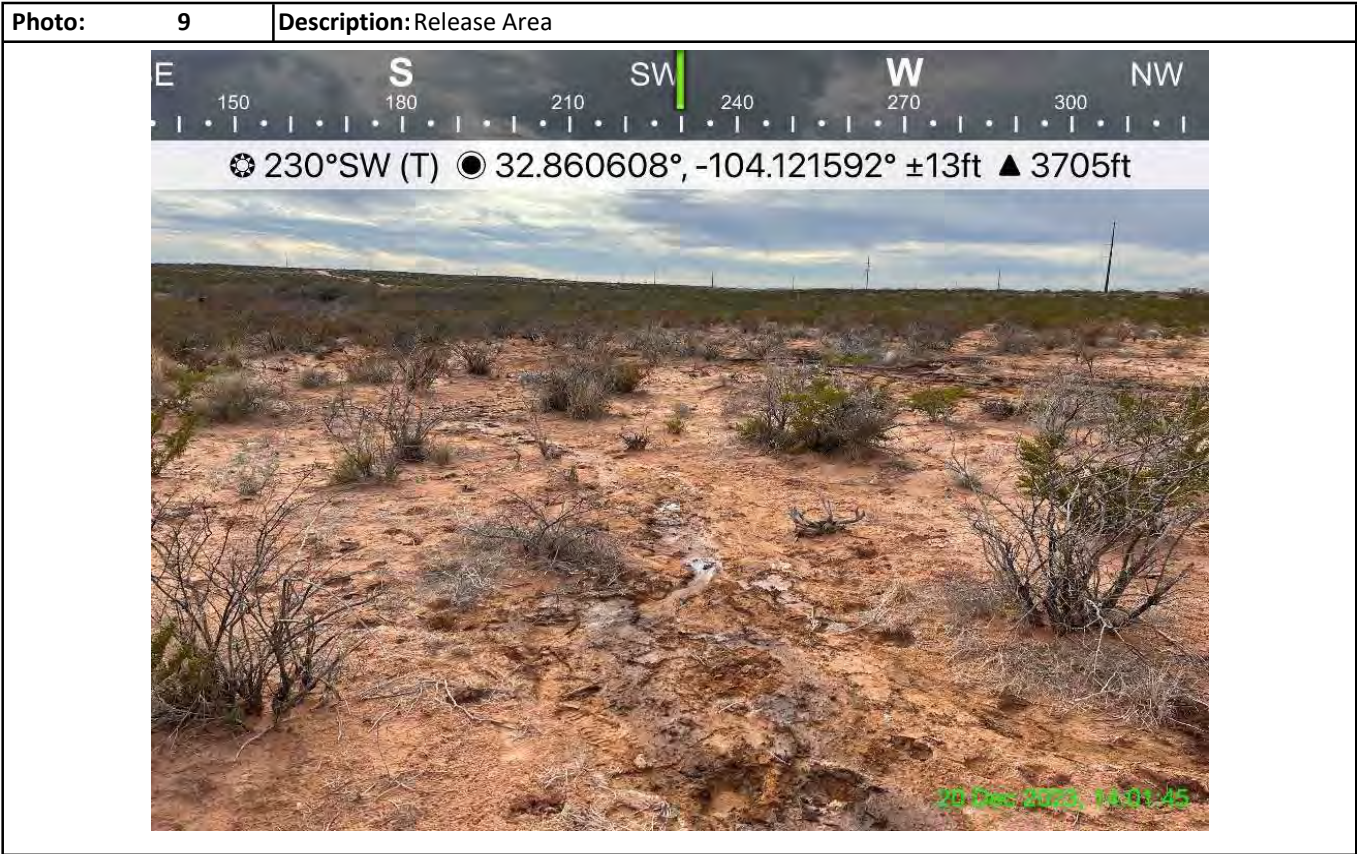 Photo: 9 Description: Release Area
E S SW W NW
150 180 210 240 270 300
230°SW (T) 32.860608°, -104.121592° ±13ft ▲ 3705ft
20 Dec 2023, 14:01:45